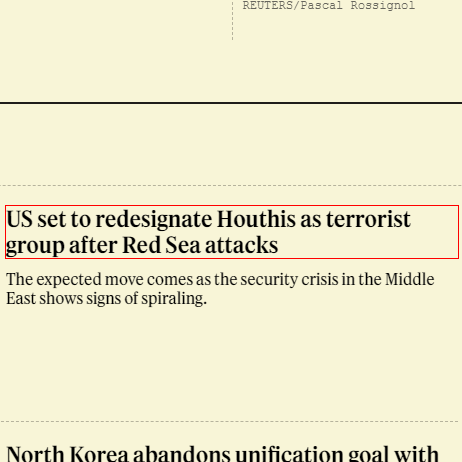 REUTERS/Pascal Rossignol
US set to redesignate Houthis as terrorist
group after Red Sea attacks
The expected move comes as the security crisis in the Middle
East shows signs of spiraling.
North Korea abandons unification goal with